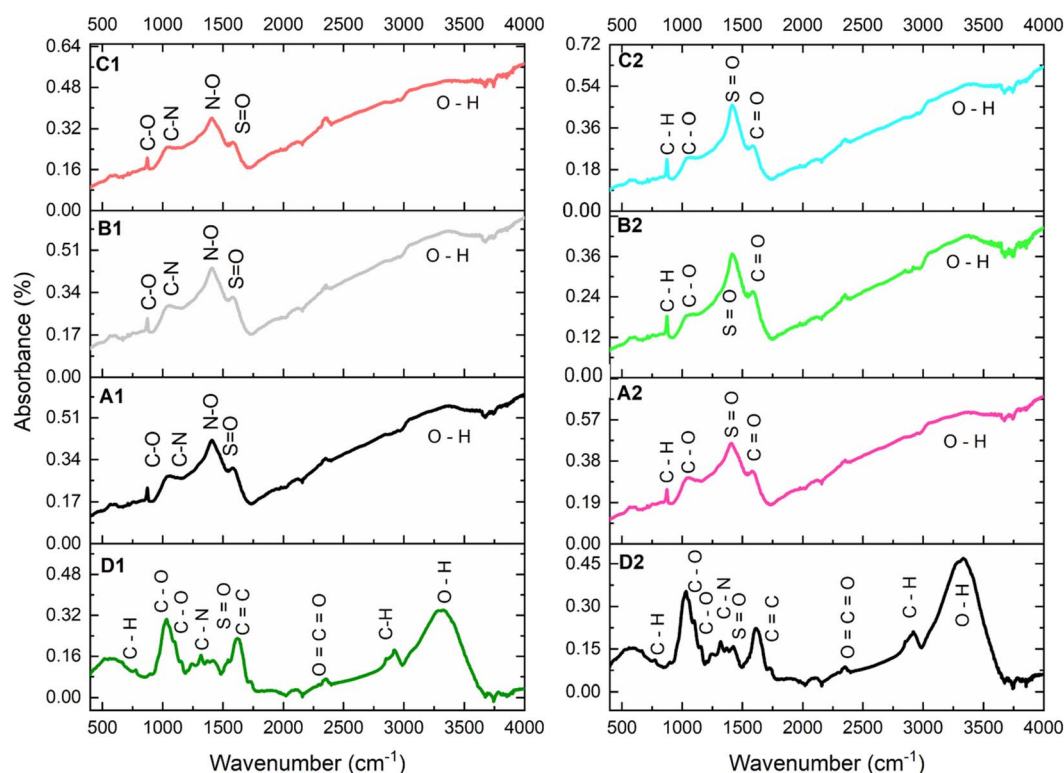 500 1000 1500 2000 2500 3000 3500 4000
500 1000 1500 2000 2500 3000 3500 4000
Absorbance (%)
C1
0.64
0.48
0.32
0.16
0.00
C-O
C-N
N-O
S=O
O - H
C2
0.72
0.54
0.36
0.18
0.00
C - H
C - O
S = O
C = O
O - H
B1
0.51
0.34
0.17
0.00
C-O
C-N
N-O
S=O
O - H
B2
0.36
0.24
0.12
0.00
C - H
C - O
S = O
C = O
O - H
A1
0.51
0.34
0.17
0.00
C-O
C-N
N-O
S=O
O - H
A2
0.57
0.38
0.19
0.00
C - H
C - O
S = O
C = O
O - H
D1
0.48
0.32
0.16
0.00
C - H
C - O
C - O
C - N
S = O
C = C
O = C = O
C-H
O - H
D2
0.45
0.30
0.15
0.00
C - H
C - O
C - O
C - N
S = O
C = C
O = C = O
C - H
O - H
500 1000 1500 2000 2500 3000 3500 4000
500 1000 1500 2000 2500 3000 3500 4000
Wavenumber (cm⁻¹)
Wavenumber (cm⁻¹)